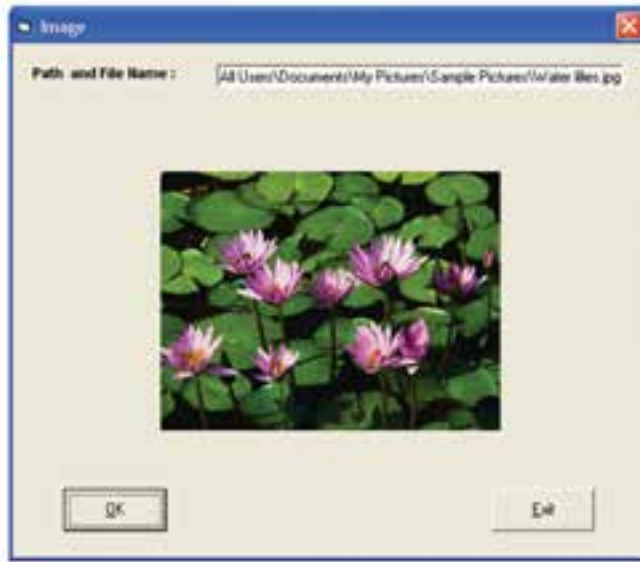 Image
Path and File Name :
All Users\Documents\My Pictures\Sample Pictures\Water lilies.jpg
OK
Exit